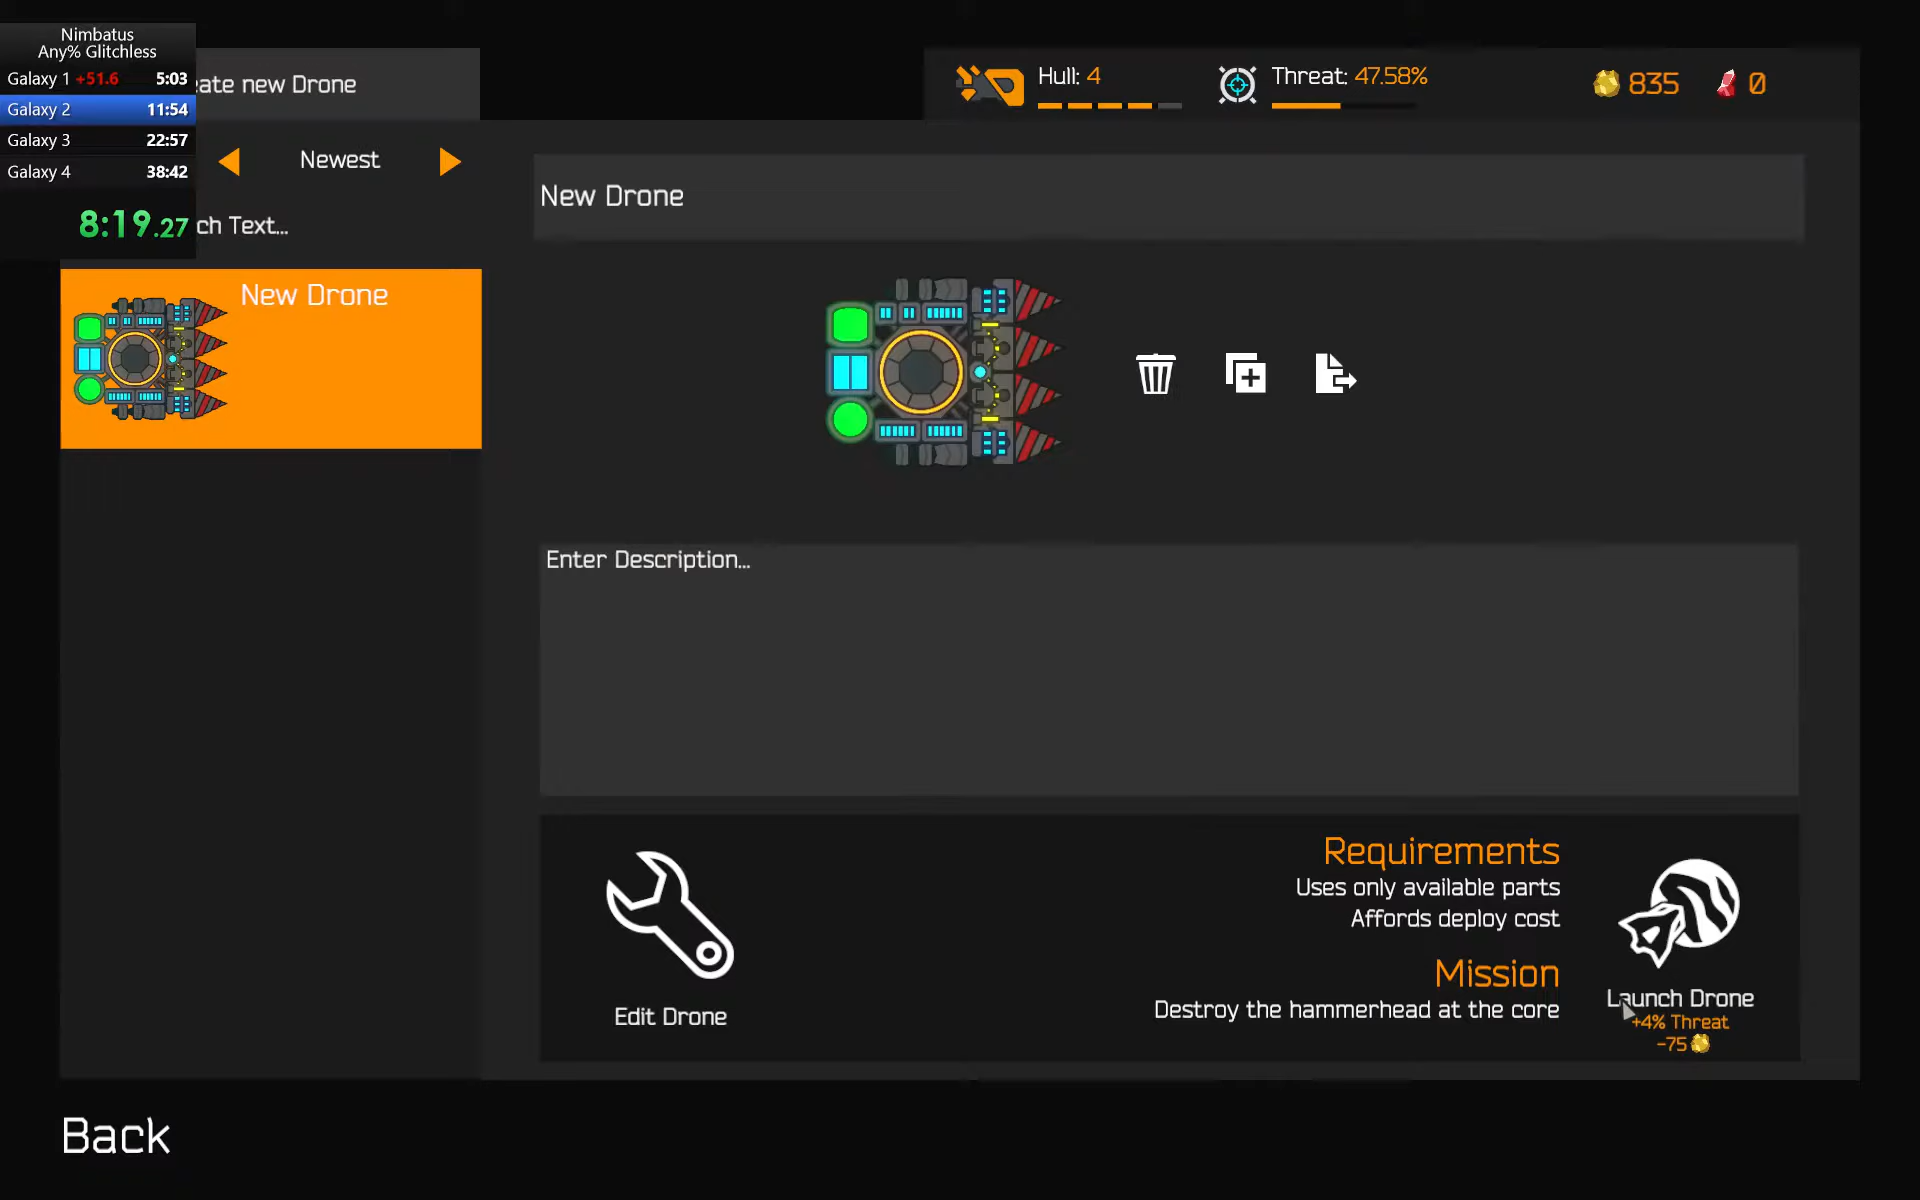 Nimbatus
Any% Glitchless
Galaxy 1 +51.6 5:03
Galaxy 2 11:54
Galaxy 3 22:57
Galaxy 4 38:42
8:19.27
eate new Drone
Hull: 4
Threat: 47.58%
835
0
Newest
ch Text...
New Drone
New Drone
Enter Description...
Edit Drone
Requirements
Uses only available parts
Affords deploy cost
Mission
Destroy the hammerhead at the core
Launch Drone
+4% Threat
-75
Back